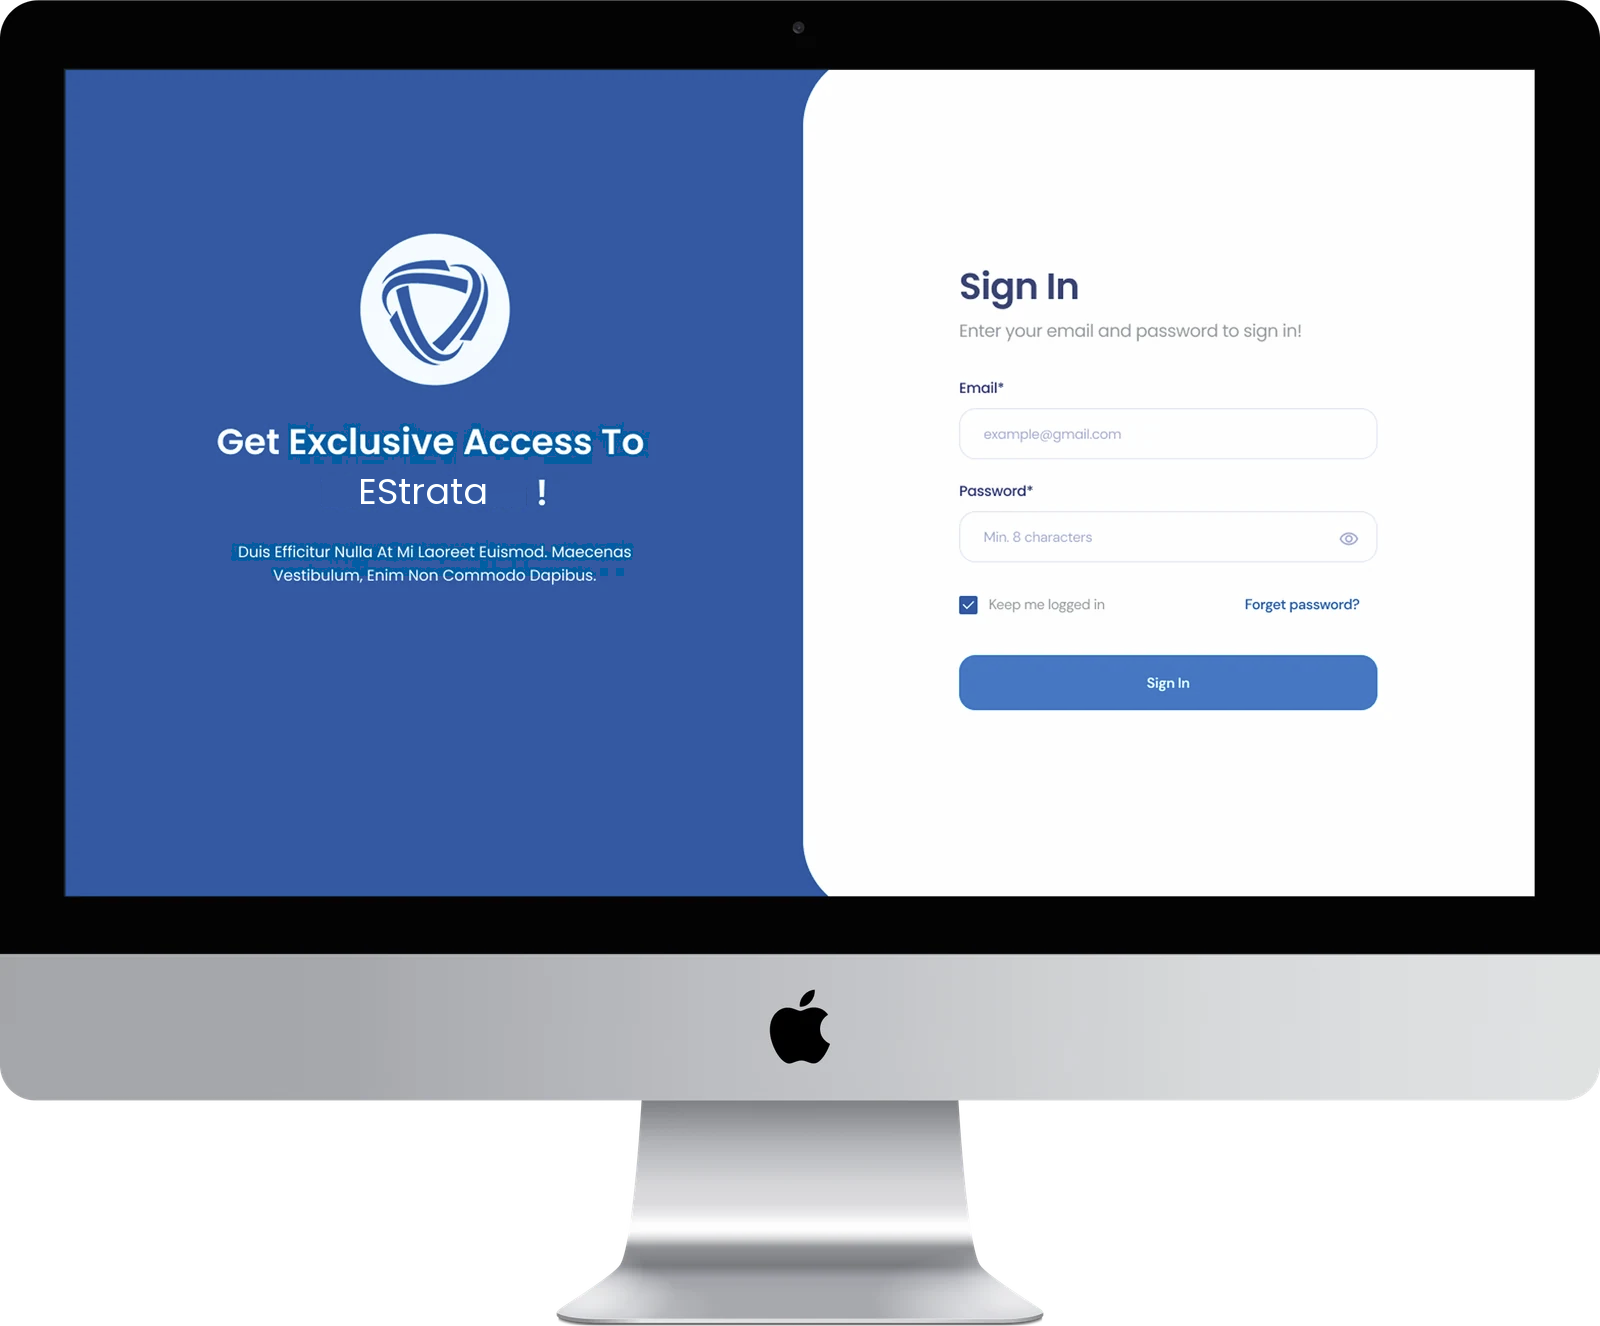 Get Exclusive Access To
EStrata !
Duis Efficitur Nulla At Mi Laoreet Euismod. Maecenas
Vestibulum, Enim Non Commodo Dapibus.
Sign In
Enter your email and password to sign in!
Email*
example@gmail.com
Password*
Min. 8 characters
Keep me logged in
Forget password?
Sign In